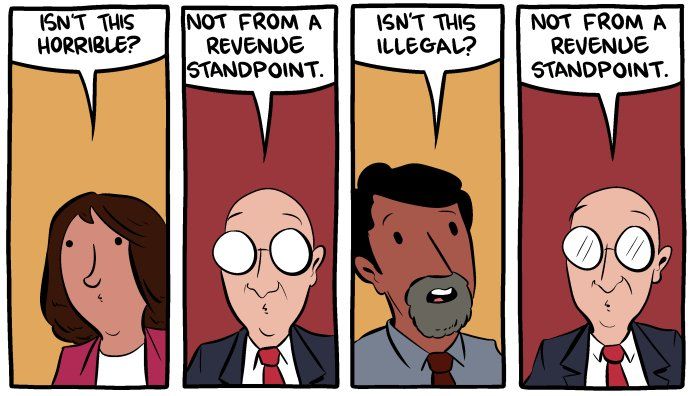 ISN'T THIS
HORRIBLE?
NOT FROM A
REVENUE
STANDPOINT.
ISN'T THIS
ILLEGAL?
NOT FROM A
REVENUE
STANDPOINT.